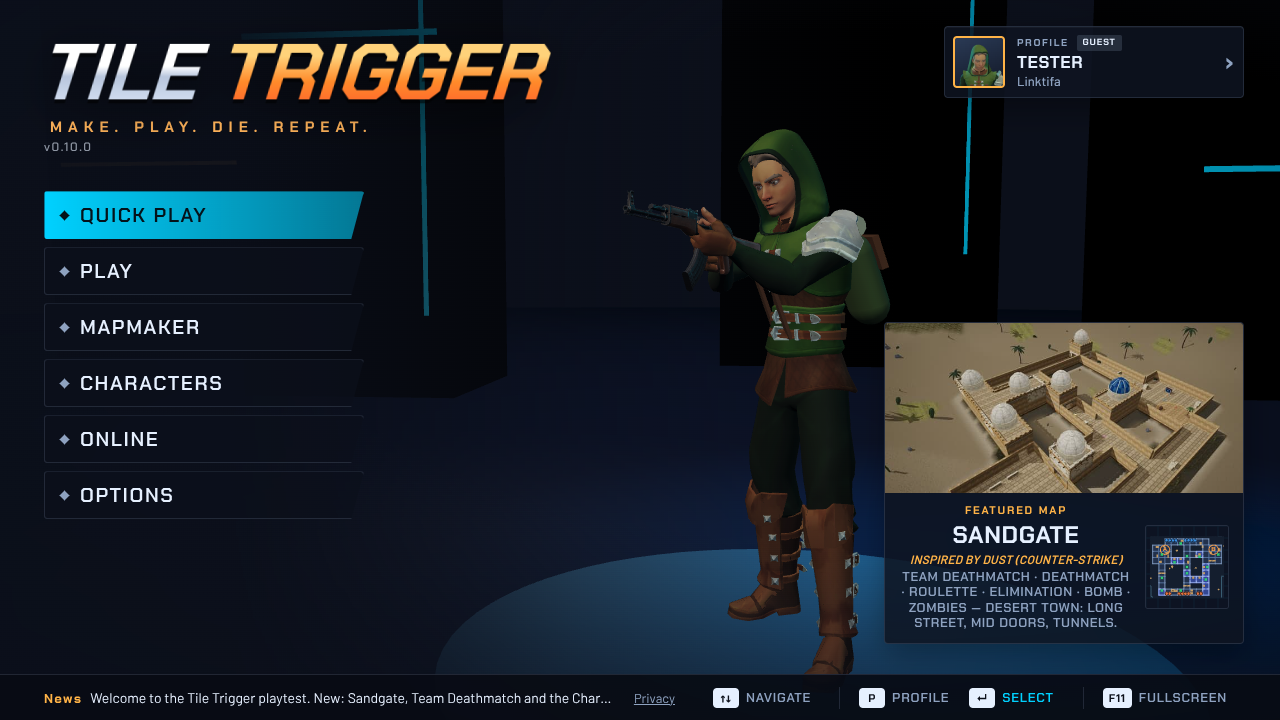 TILE TRIGGER
MAKE. PLAY. DIE. REPEAT.
v0.10.0
PROFILE GUEST
TESTER
Linktifa
QUICK PLAY
PLAY
MAPMAKER
CHARACTERS
ONLINE
OPTIONS
FEATURED MAP
SANDGATE
INSPIRED BY DUST (COUNTER-STRIKE)
TEAM DEATHMATCH · DEATHMATCH
· ROULETTE · ELIMINATION · BOMB ·
ZOMBIES — DESERT TOWN: LONG
STREET, MID DOORS, TUNNELS.
News Welcome to the Tile Trigger playtest. New: Sandgate, Team Deathmatch and the Char...
Privacy
↑↓ NAVIGATE
P PROFILE
↵ SELECT
F11 FULLSCREEN